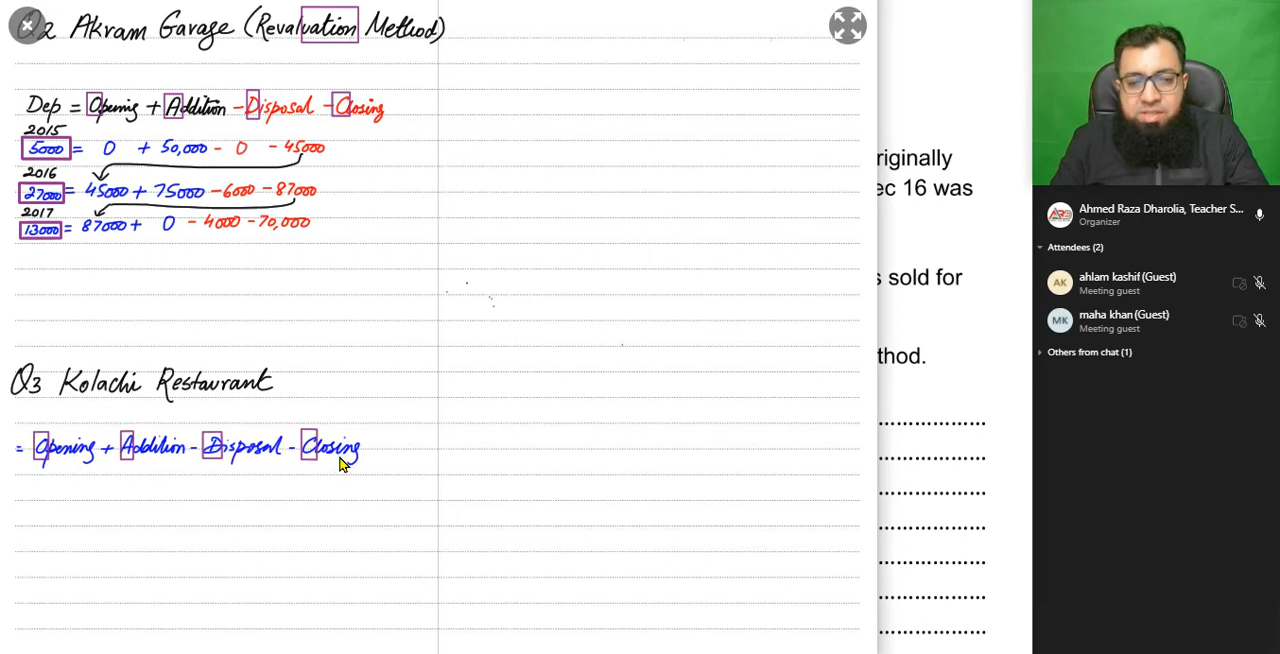 Q2 Akram Garage (Revaluation Method)
Dep = Opening + Addition - Disposal - Closing
2015
5000 = 0 + 50,000 - 0 - 45000
2016
27000 = 45000 + 75000 - 6000 - 87000
2017
13000 = 87000 + 0 - 4000 - 70,000
Q3 Kolachi Restaurant
= Opening + Addition - Disposal - Closing
riginally
ec 16 was
s sold for
thod.
Ahmed Raza Dharolia, Teacher S...
Organizer
Attendees (2)
AK
ahlam kashif (Guest)
Meeting guest
MK
maha khan (Guest)
Meeting guest
Others from chat (1)